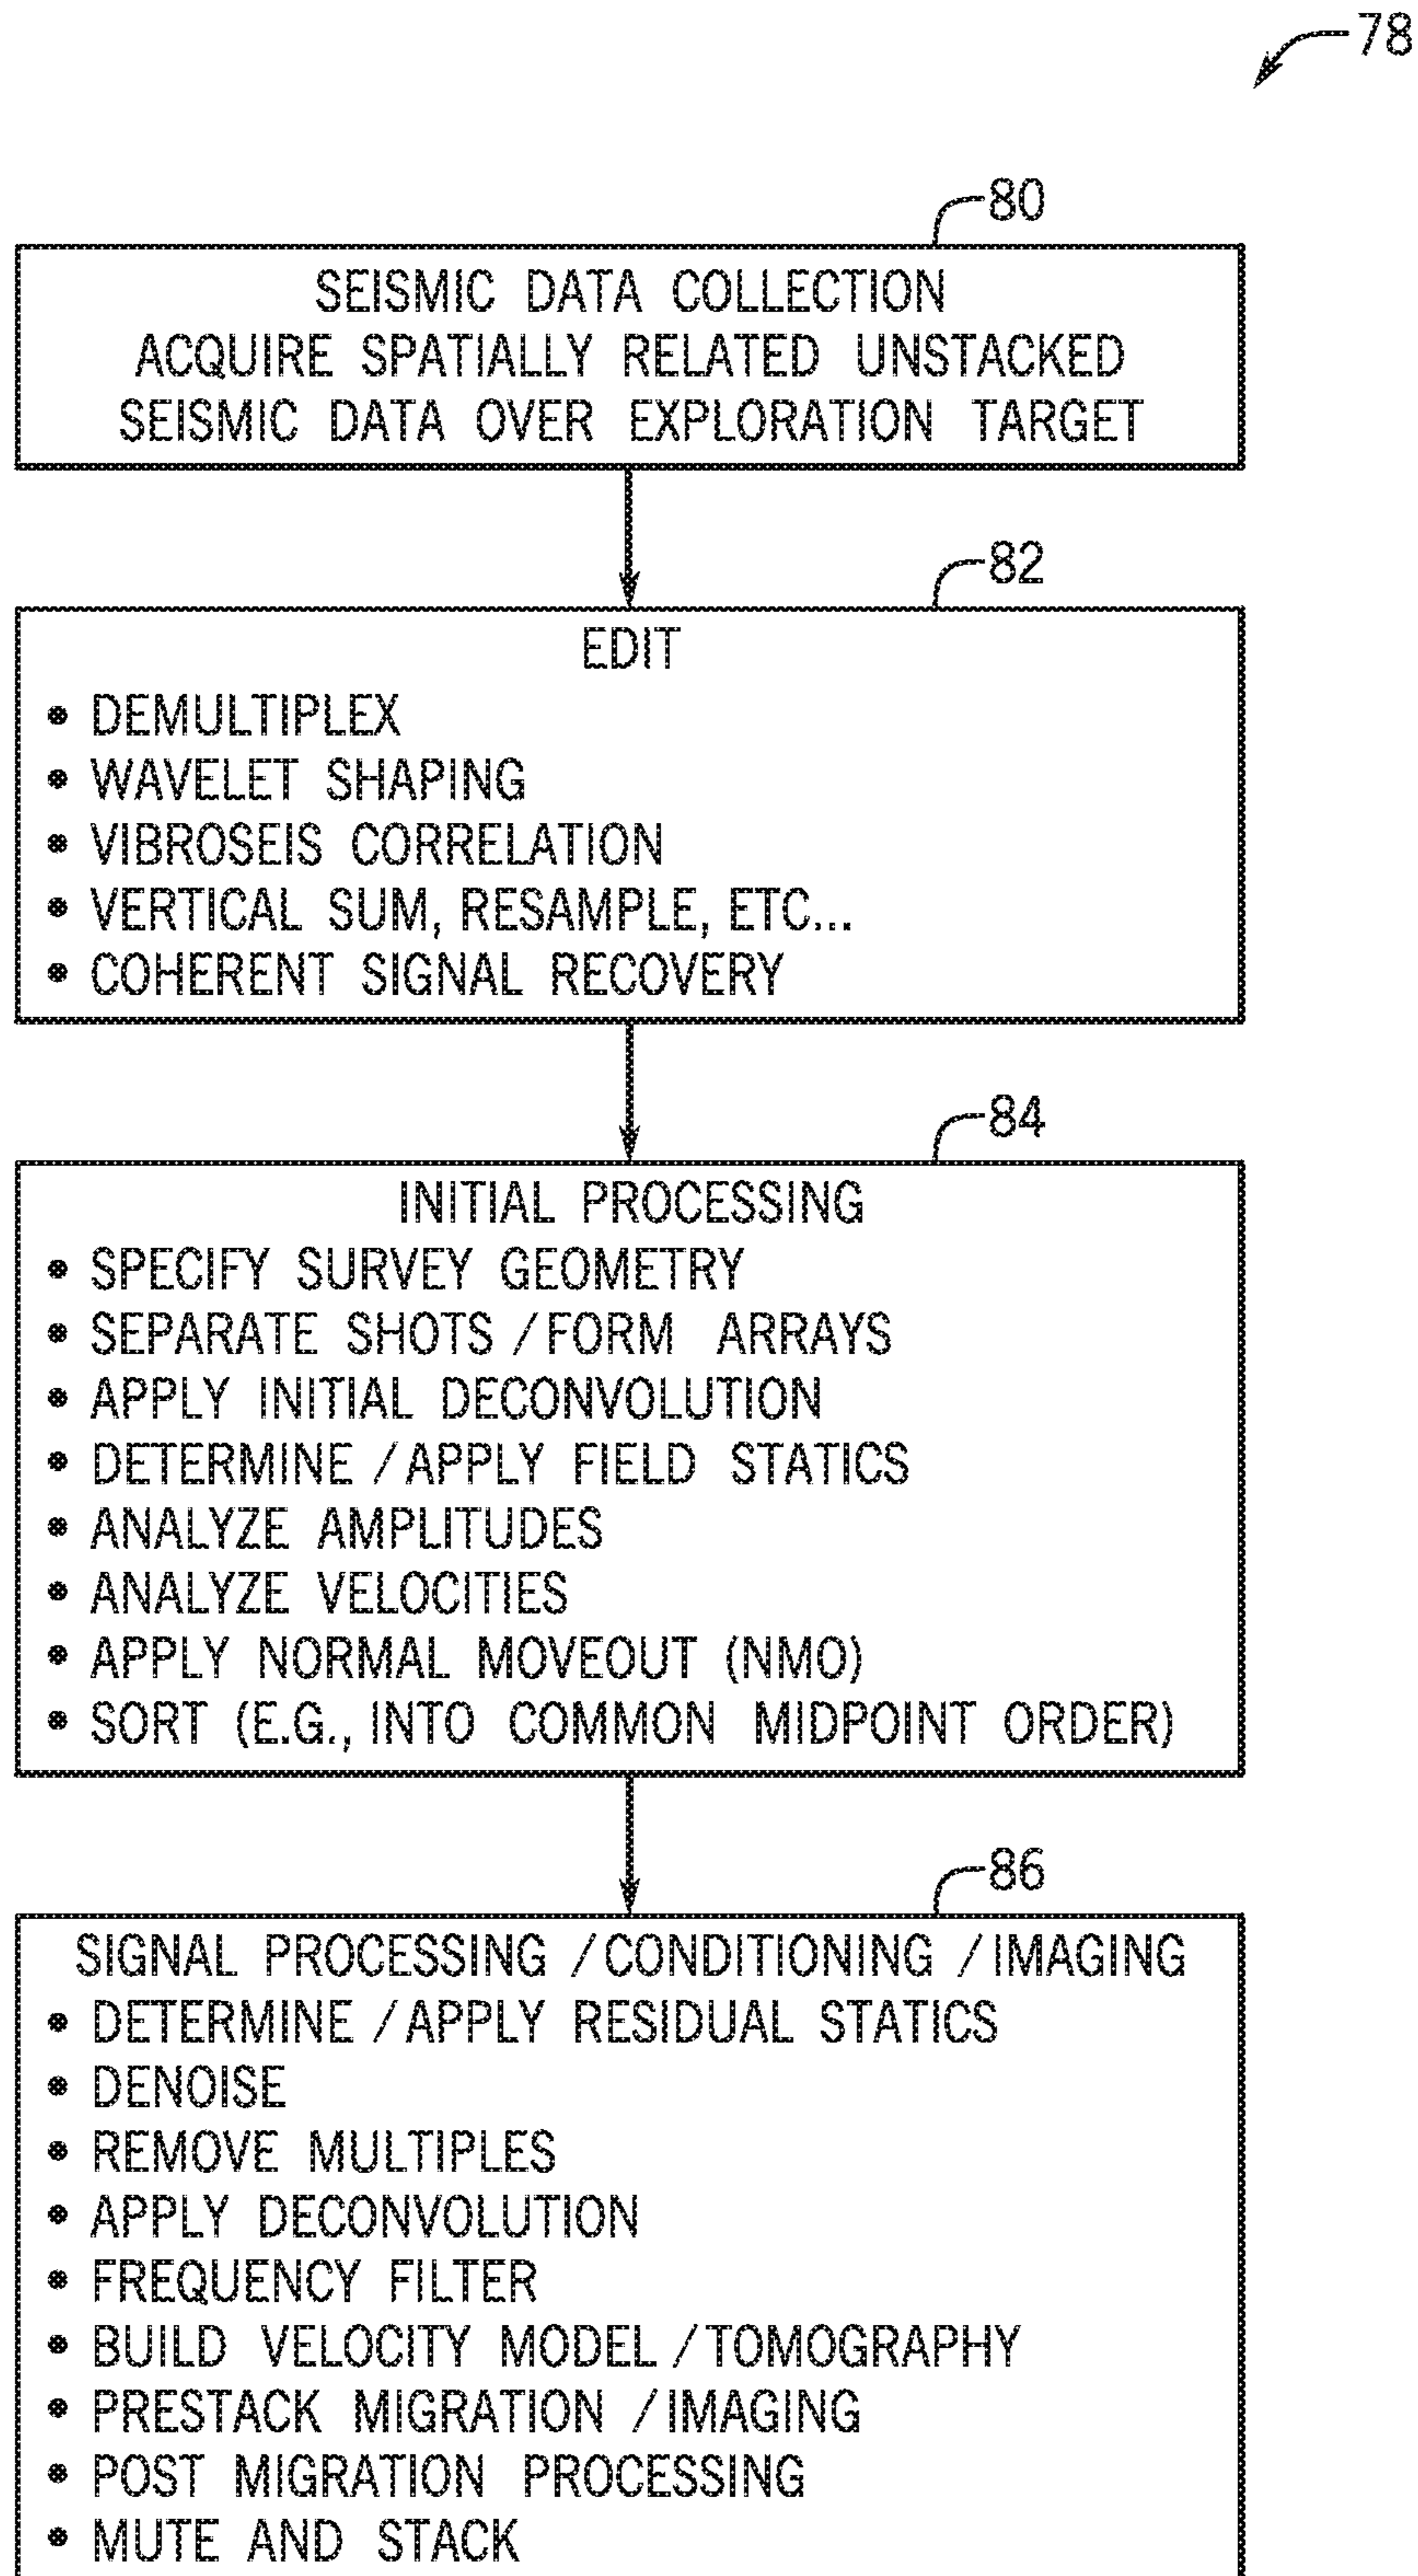 78
80
SEISMIC DATA COLLECTION
ACQUIRE SPATIALLY RELATED UNSTACKED
SEISMIC DATA OVER EXPLORATION TARGET
82
EDIT
• DEMULTIPLEX
• WAVELET SHAPING
• VIBROSEIS CORRELATION
• VERTICAL SUM, RESAMPLE, ETC...
• COHERENT SIGNAL RECOVERY
84
INITIAL PROCESSING
• SPECIFY SURVEY GEOMETRY
• SEPARATE SHOTS / FORM ARRAYS
• APPLY INITIAL DECONVOLUTION
• DETERMINE / APPLY FIELD STATICS
• ANALYZE AMPLITUDES
• ANALYZE VELOCITIES
• APPLY NORMAL MOVEOUT (NMO)
• SORT (E.G., INTO COMMON MIDPOINT ORDER)
86
SIGNAL PROCESSING / CONDITIONING / IMAGING
• DETERMINE / APPLY RESIDUAL STATICS
• DENOISE
• REMOVE MULTIPLES
• APPLY DECONVOLUTION
• FREQUENCY FILTER
• BUILD VELOCITY MODEL / TOMOGRAPHY
• PRESTACK MIGRATION / IMAGING
• POST MIGRATION PROCESSING
• MUTE AND STACK